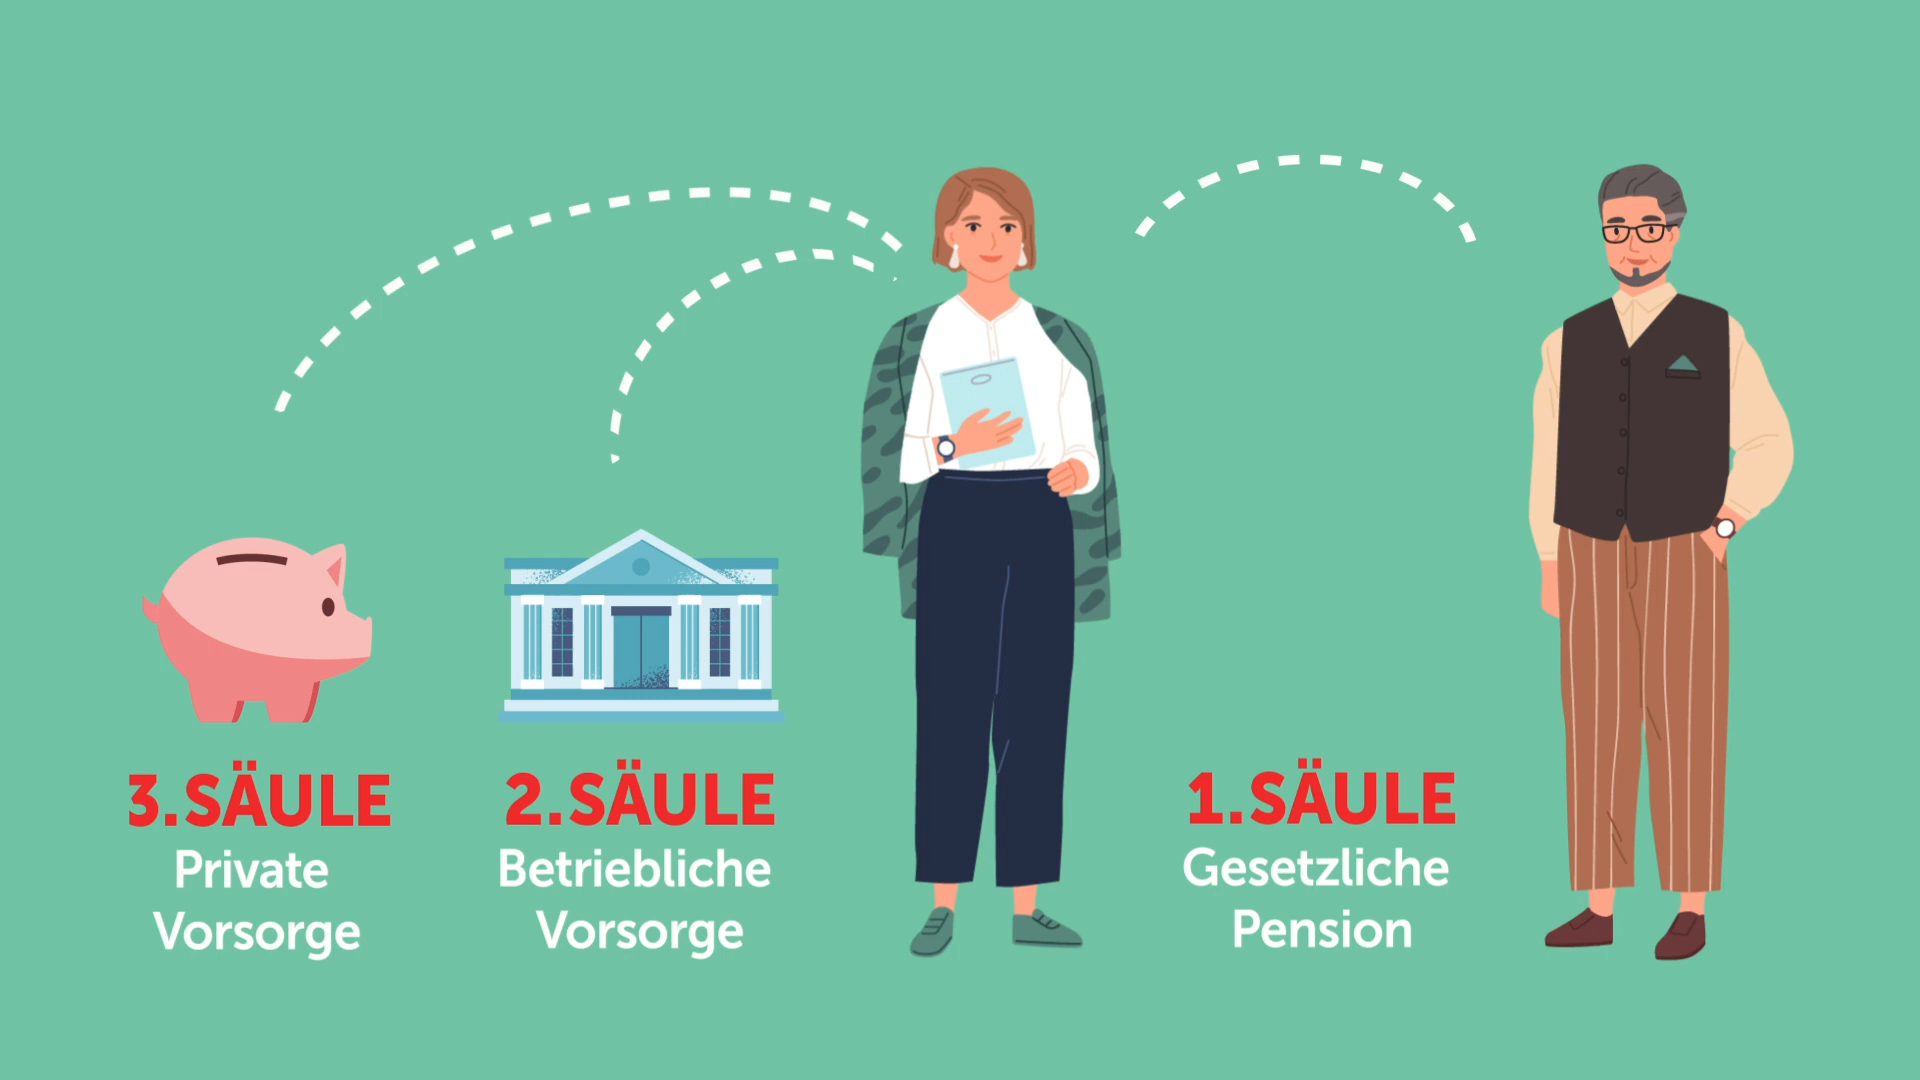 3. SÄULE
Private
Vorsorge
2. SÄULE
Betriebliche
Vorsorge
1. SÄULE
Gesetzliche
Pension